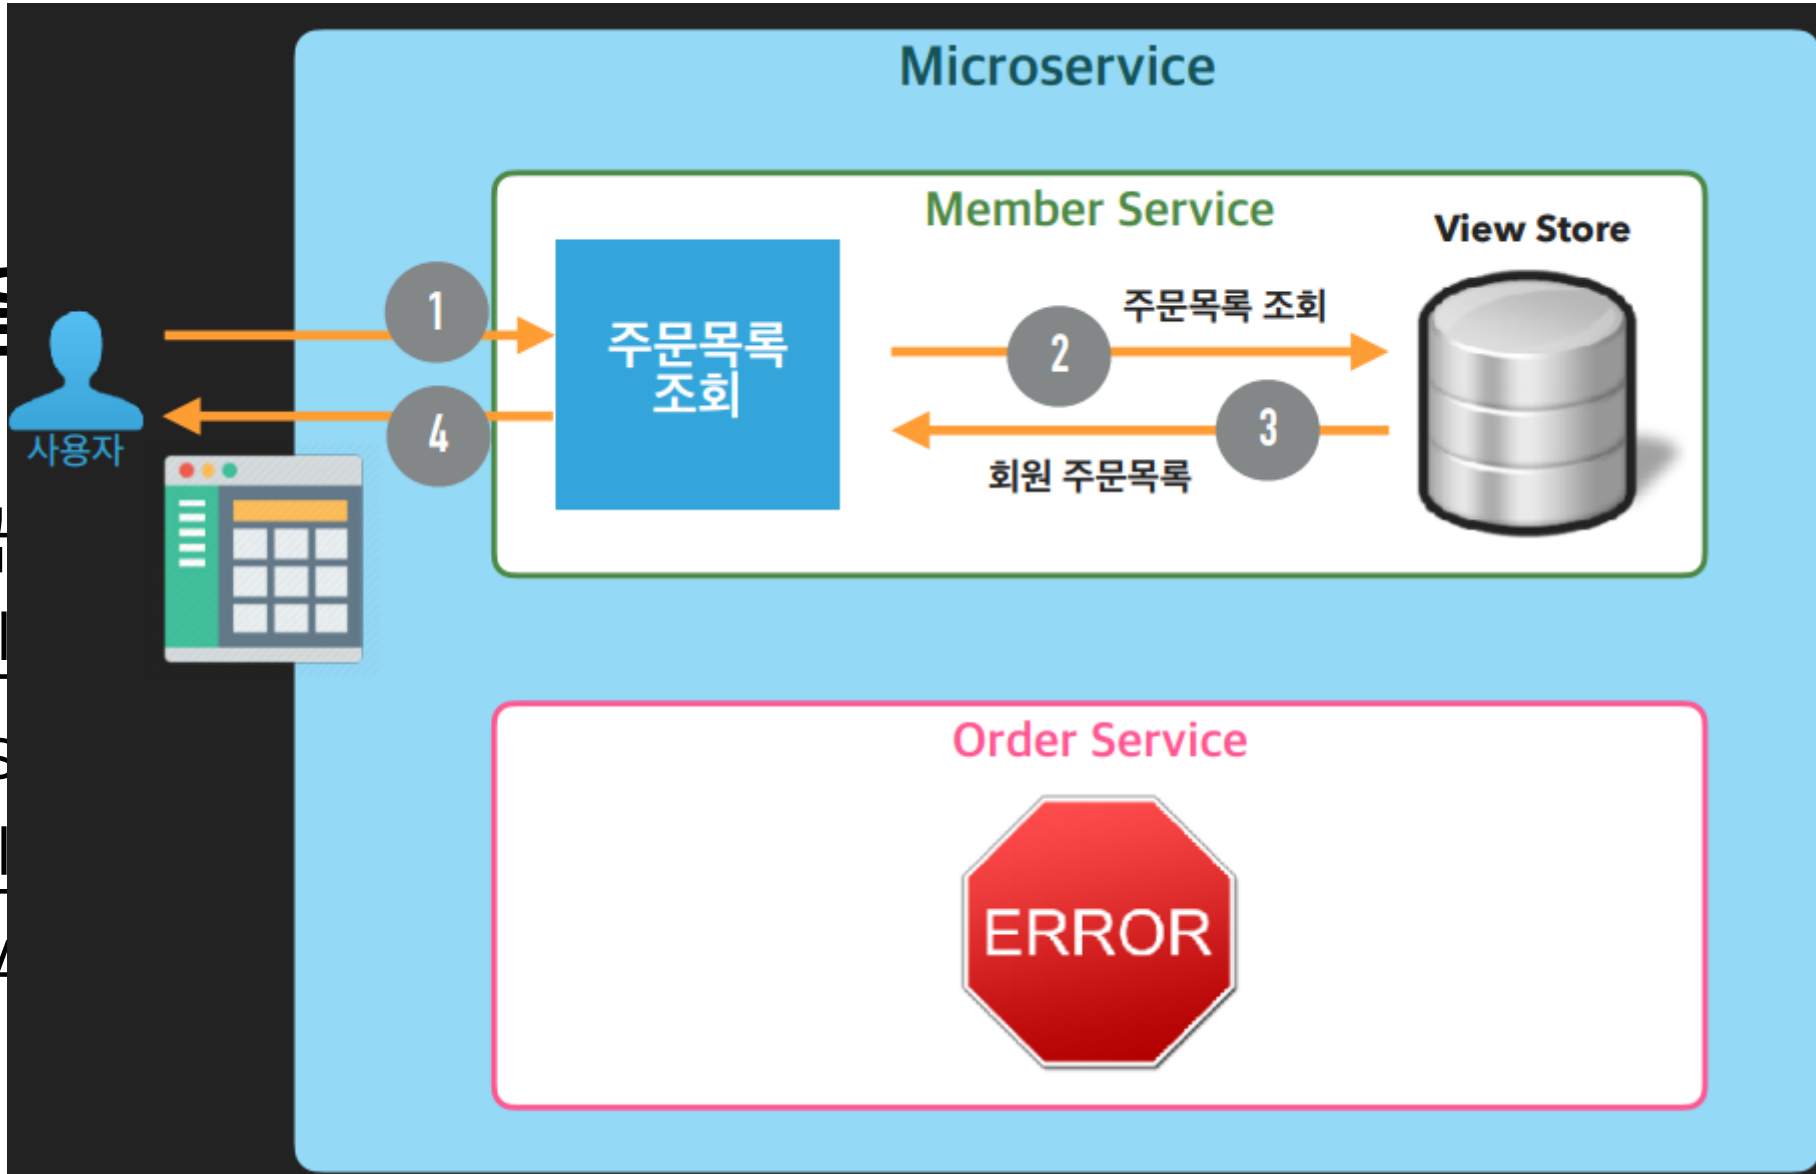 Microservice
Member Service
View Store
1
주문목록
조회
2
주문목록 조회
4
3
회원 주문목록
사용자
Order Service
ERROR